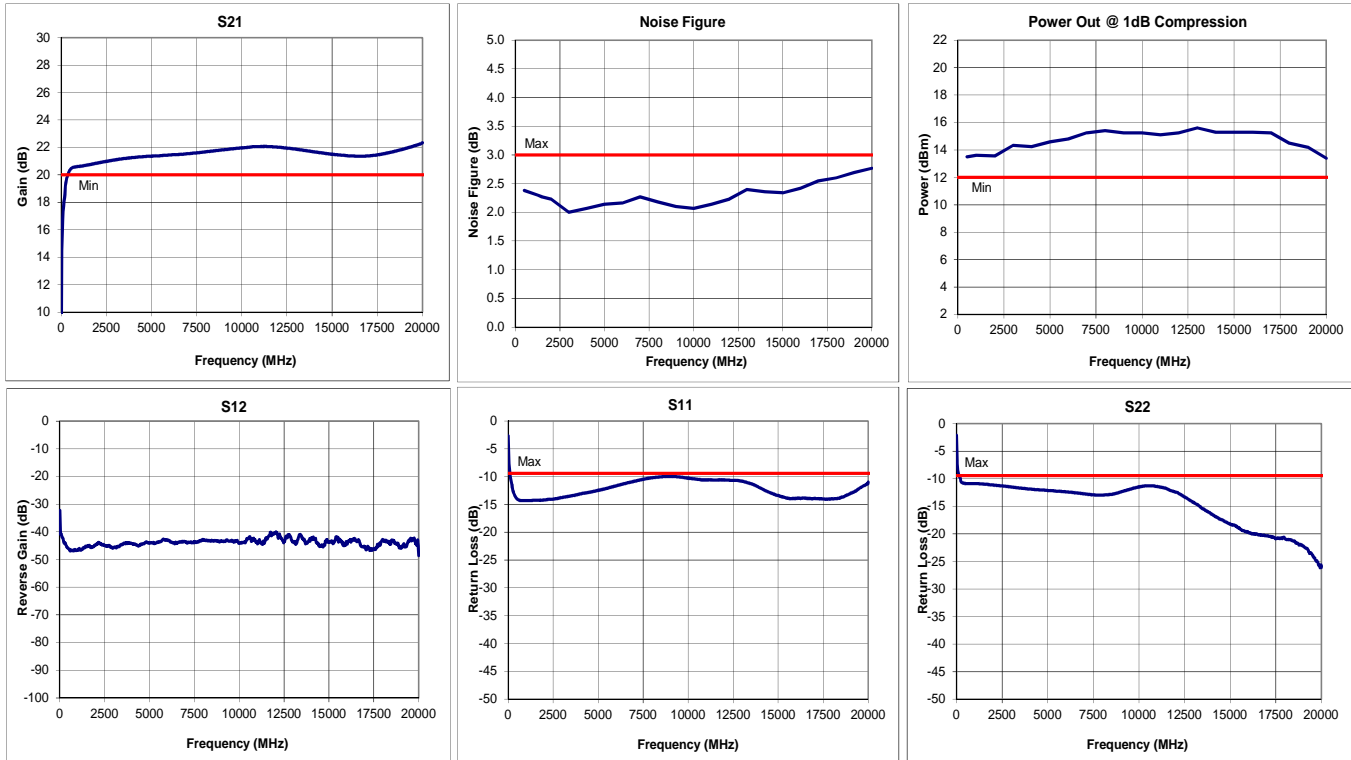 S21
30
28
26
24
22
20
18
16
14
12
10
Gain (dB)
Min
0 2500 5000 7500 10000 12500 15000 17500 20000
Frequency (MHz)
Noise Figure
5.0
4.5
4.0
3.5
3.0
2.5
2.0
1.5
1.0
0.5
0.0
Noise Figure (dB)
Max
0 2500 5000 7500 10000 12500 15000 17500 20000
Frequency (MHz)
Power Out @ 1dB Compression
22
20
18
16
14
12
10
8
6
4
2
Power (dBm)
Min
0 2500 5000 7500 10000 12500 15000 17500 20000
Frequency (MHz)
S12
0
-10
-20
-30
-40
-50
-60
-70
-80
-90
-100
Reverse Gain (dB)
0 2500 5000 7500 10000 12500 15000 17500 20000
Frequency (MHz)
S11
0
-5
-10
-15
-20
-25
-30
-35
-40
-45
-50
Return Loss (dB)
Max
0 2500 5000 7500 10000 12500 15000 17500 20000
Frequency (MHz)
S22
0
-5
-10
-15
-20
-25
-30
-35
-40
-45
-50
Return Loss (dB)
Max
0 2500 5000 7500 10000 12500 15000 17500 20000
Frequency (MHz)